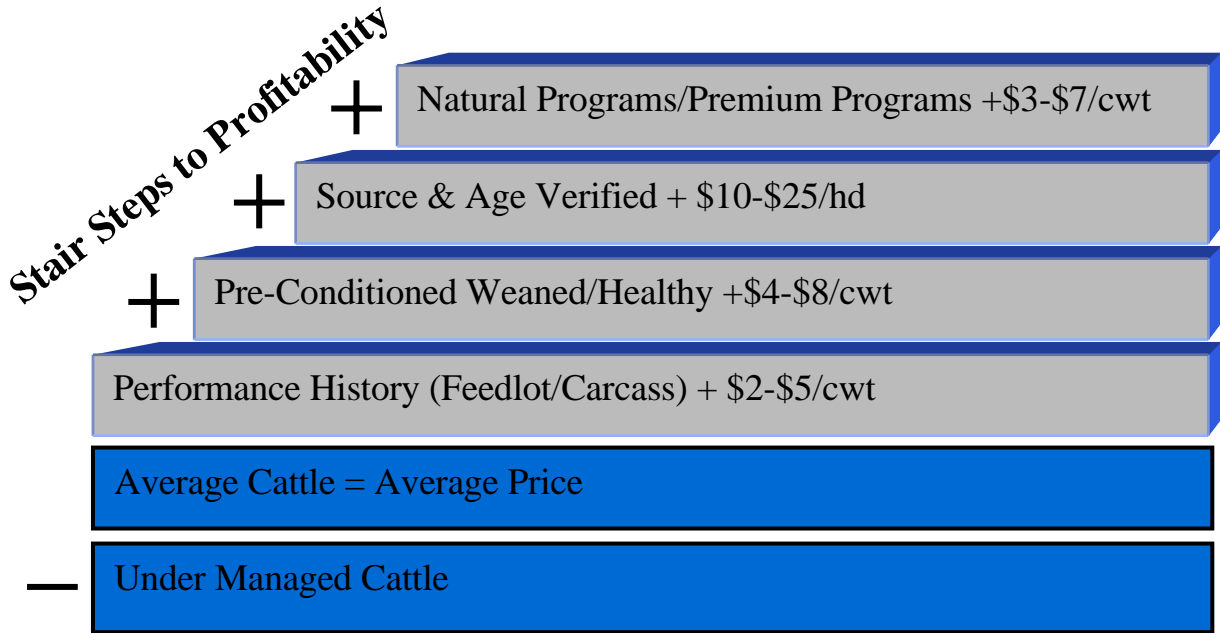 Stair Steps to Profitability
+ Natural Programs/Premium Programs +$3-$7/cwt
+ Source & Age Verified + $10-$25/hd
+ Pre-Conditioned Weaned/Healthy +$4-$8/cwt
Performance History (Feedlot/Carcass) + $2-$5/cwt
Average Cattle = Average Price
– Under Managed Cattle